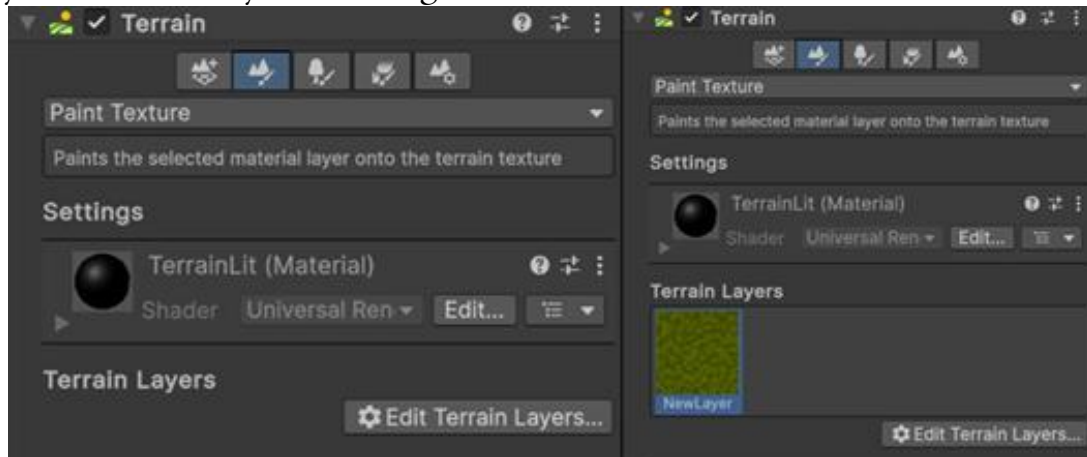 Terrain
Paint Texture
Paints the selected material layer onto the terrain texture
Settings
TerrainLit (Material)
Shader Universal Ren Edit...
Terrain Layers
Edit Terrain Layers...
Terrain
Paint Texture
Paints the selected material layer onto the terrain texture
Settings
TerrainLit (Material)
Shader Universal Ren Edit...
Terrain Layers
NewLayer
Edit Terrain Layers...